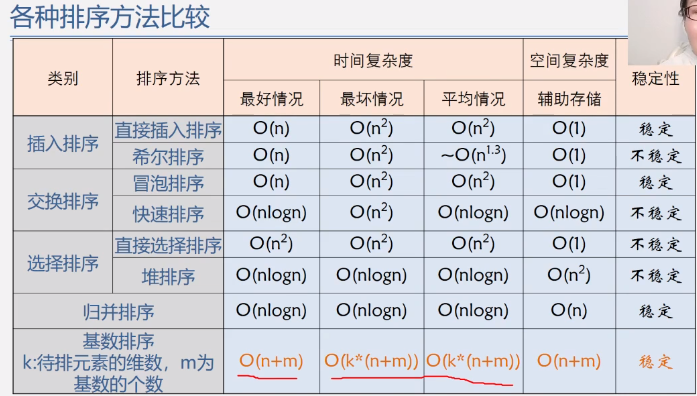 各种排序方法比较
类别 排序方法 时间复杂度 空间复杂度 稳定性
最好情况 最坏情况 平均情况 辅助存储
插入排序 直接插入排序 O(n) O(n²) O(n²) O(1) 稳定
希尔排序 O(n) O(n²) ~O(n¹·³) O(1) 不稳定
交换排序 冒泡排序 O(n) O(n²) O(n²) O(1) 稳定
快速排序 O(nlogn) O(n²) O(nlogn) O(nlogn) 不稳定
选择排序 直接选择排序 O(n²) O(n²) O(n²) O(1) 不稳定
堆排序 O(nlogn) O(nlogn) O(nlogn) O(n²) 不稳定
归并排序 O(nlogn) O(nlogn) O(nlogn) O(n) 稳定
基数排序
k:待排元素的维数，m为
基数的个数 O(n+m) O(k*(n+m)) O(k*(n+m)) O(n+m) 稳定